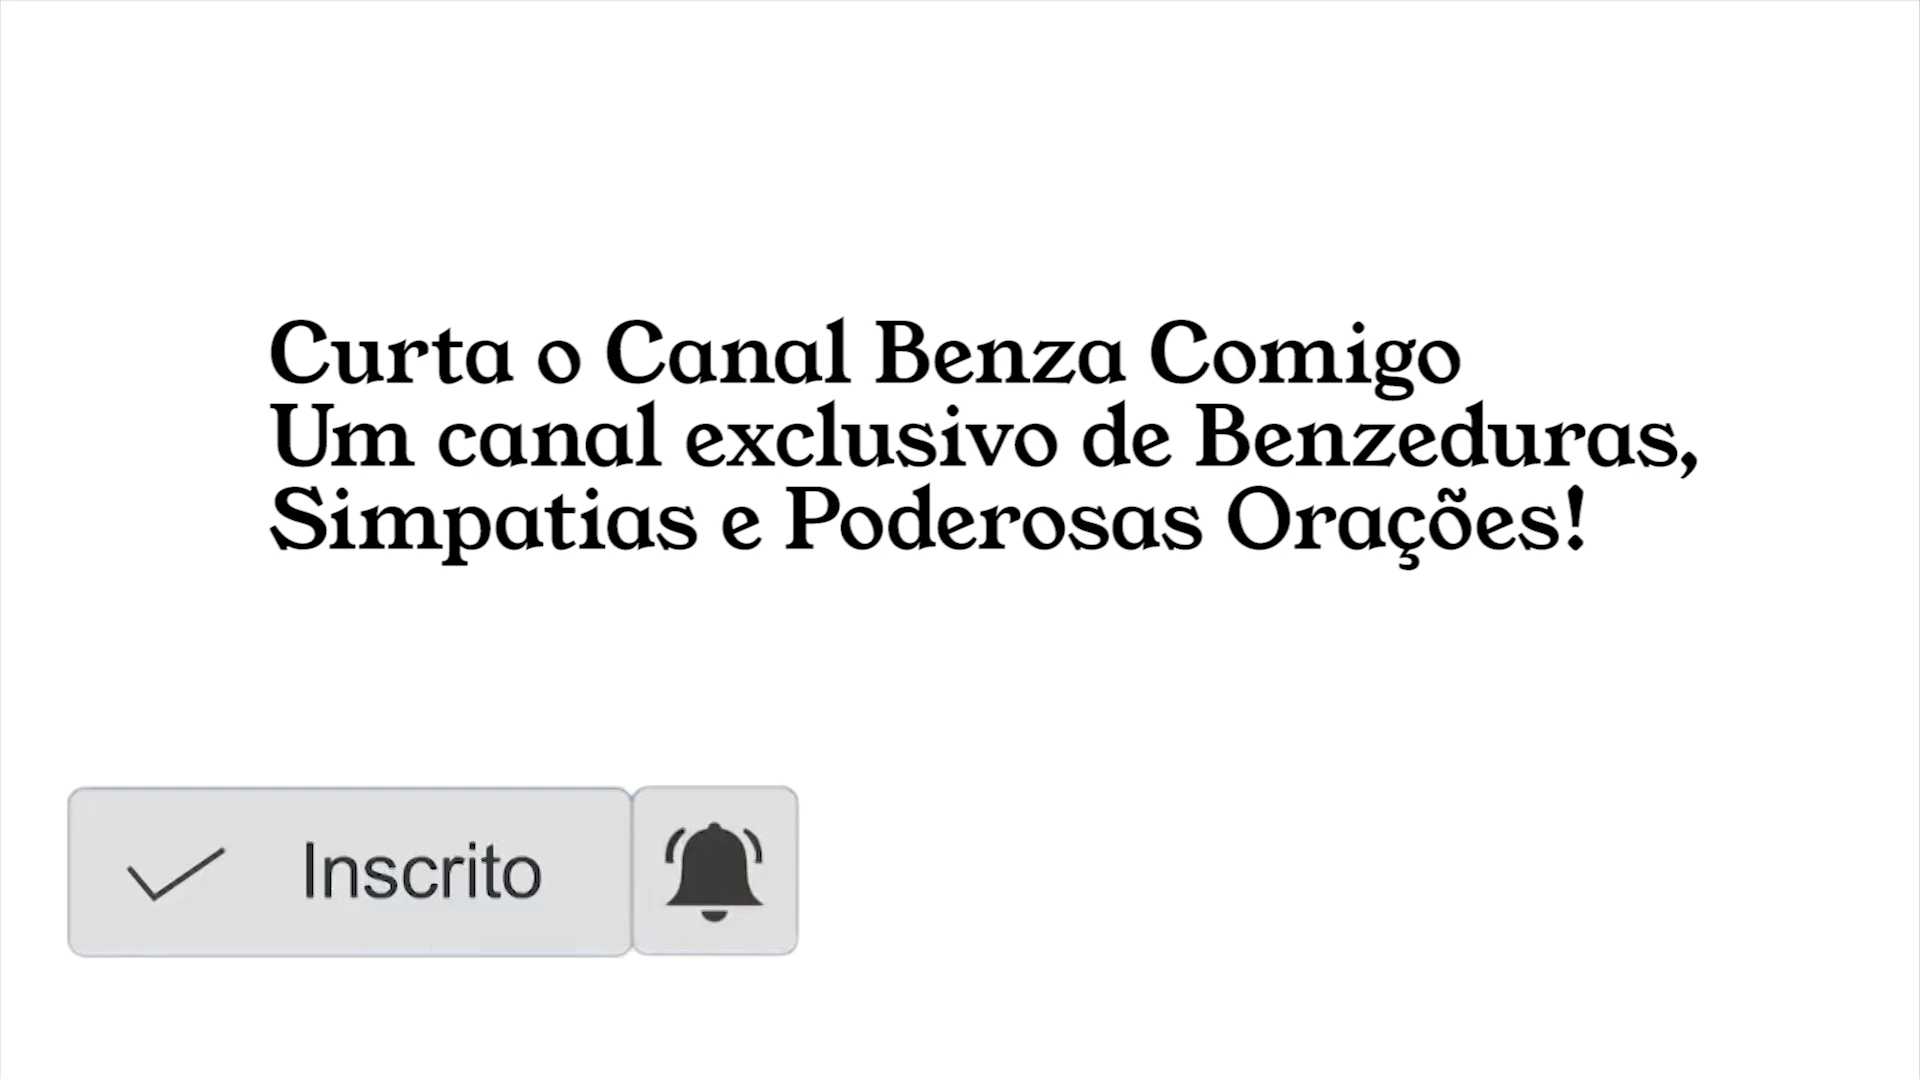 Curta o Canal Benza Comigo
Um canal exclusivo de Benzeduras,
Simpatias e Poderosas Orações!
Inscrito